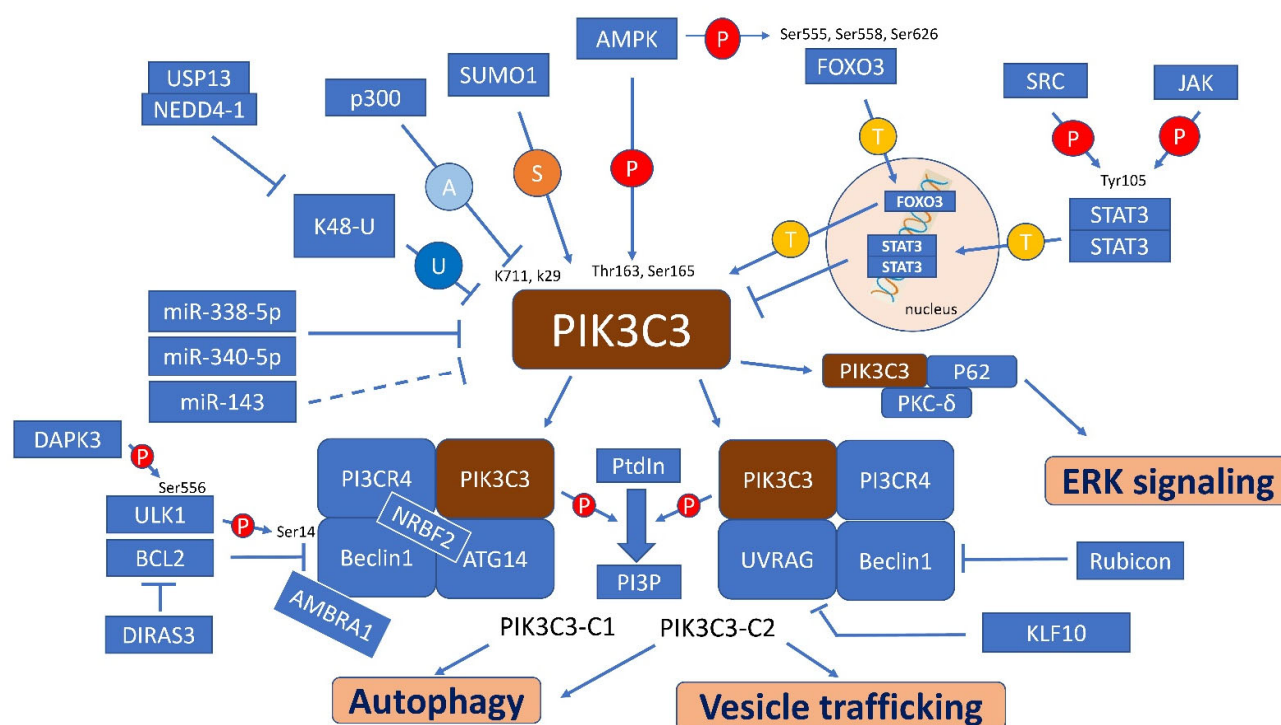 AMPK
P
Ser555, Ser558, Ser626
FOXO3
USP13
NEDD4-1
p300
SUMO1
SRC
JAK
P
P
T
A
S
P
Tyr105
STAT3
STAT3
K48-U
U
FOXO3
STAT3
STAT3
T
T
nucleus
K711, k29
Thr163, Ser165
PIK3C3
miR-338-5p
miR-340-5p
miR-143
PIK3C3
P62
PKC-δ
ERK signaling
DAPK3
P
Ser556
ULK1
P
Ser14
BCL2
DIRAS3
AMBRA1
PI3CR4
PIK3C3
NRBF2
Beclin1
ATG14
PtdIn
P
P
PI3P
PIK3C3
PI3CR4
UVRAG
Beclin1
Rubicon
KLF10
PIK3C3-C1
PIK3C3-C2
Autophagy
Vesicle trafficking